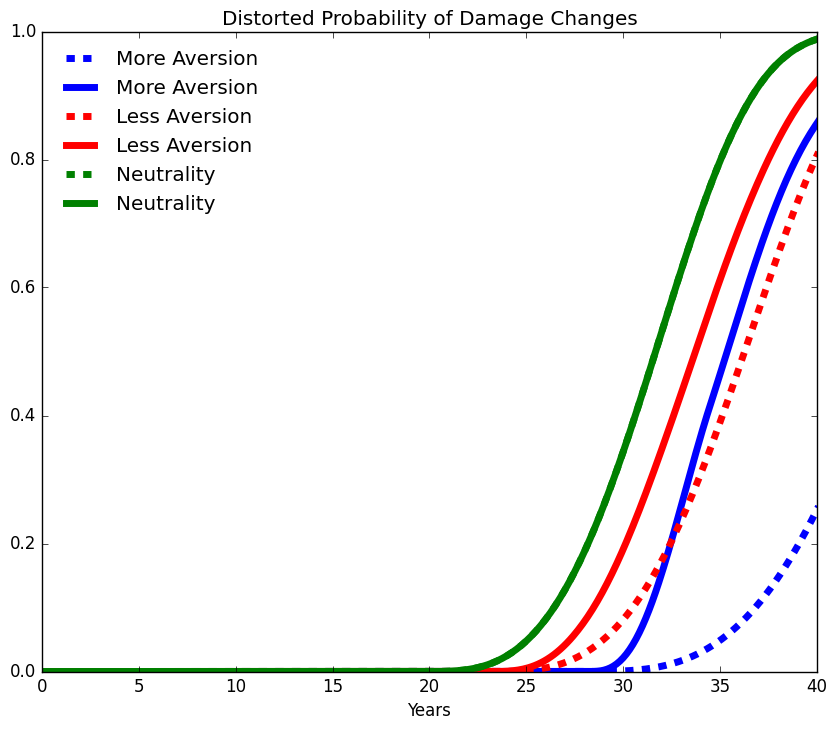 Distorted Probability of Damage Changes
1.0
0.8
0.6
0.4
0.2
0.0
More Aversion
More Aversion
Less Aversion
Less Aversion
Neutrality
Neutrality
0 5 10 15 20 25 30 35 40
Years